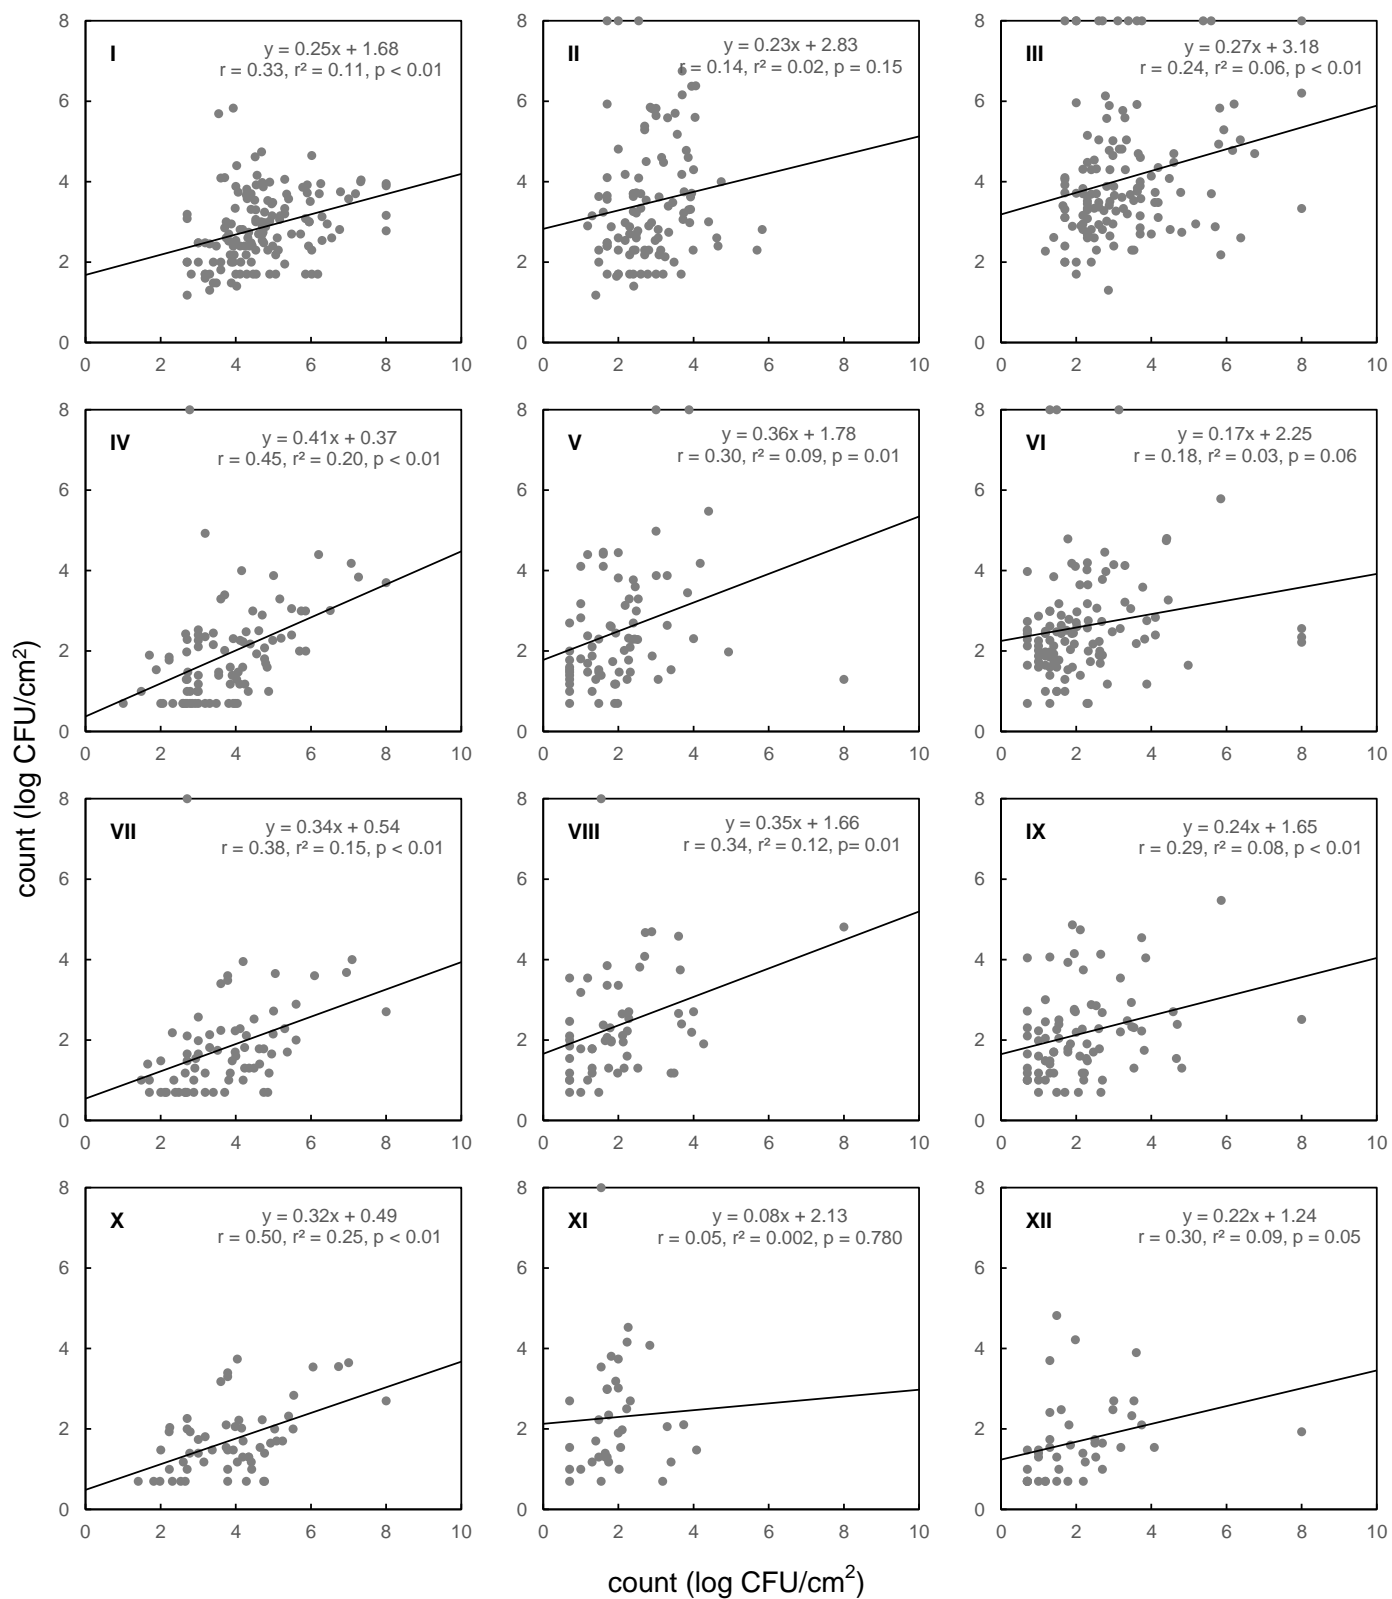 I
y = 0.25x + 1.68
r = 0.33, r² = 0.11, p < 0.01
8
6
4
2
0
0 2 4 6 8 10
II
y = 0.23x + 2.83
r = 0.14, r² = 0.02, p = 0.15
8
6
4
2
0
0 2 4 6 8 10
III
y = 0.27x + 3.18
r = 0.24, r² = 0.06, p < 0.01
8
6
4
2
0
0 2 4 6 8 10
IV
y = 0.41x + 0.37
r = 0.45, r² = 0.20, p < 0.01
8
6
4
2
0
0 2 4 6 8 10
V
y = 0.36x + 1.78
r = 0.30, r² = 0.09, p = 0.01
8
6
4
2
0
0 2 4 6 8 10
VI
y = 0.17x + 2.25
r = 0.18, r² = 0.03, p = 0.06
8
6
4
2
0
0 2 4 6 8 10
count (log CFU/cm²)
VII
y = 0.34x + 0.54
r = 0.38, r² = 0.15, p < 0.01
8
6
4
2
0
0 2 4 6 8 10
VIII
y = 0.35x + 1.66
r = 0.34, r² = 0.12, p= 0.01
8
6
4
2
0
0 2 4 6 8 10
IX
y = 0.24x + 1.65
r = 0.29, r² = 0.08, p < 0.01
8
6
4
2
0
0 2 4 6 8 10
X
y = 0.32x + 0.49
r = 0.50, r² = 0.25, p < 0.01
8
6
4
2
0
0 2 4 6 8 10
XI
y = 0.08x + 2.13
r = 0.05, r² = 0.002, p = 0.780
8
6
4
2
0
0 2 4 6 8 10
XII
y = 0.22x + 1.24
r = 0.30, r² = 0.09, p = 0.05
8
6
4
2
0
0 2 4 6 8 10
count (log CFU/cm²)